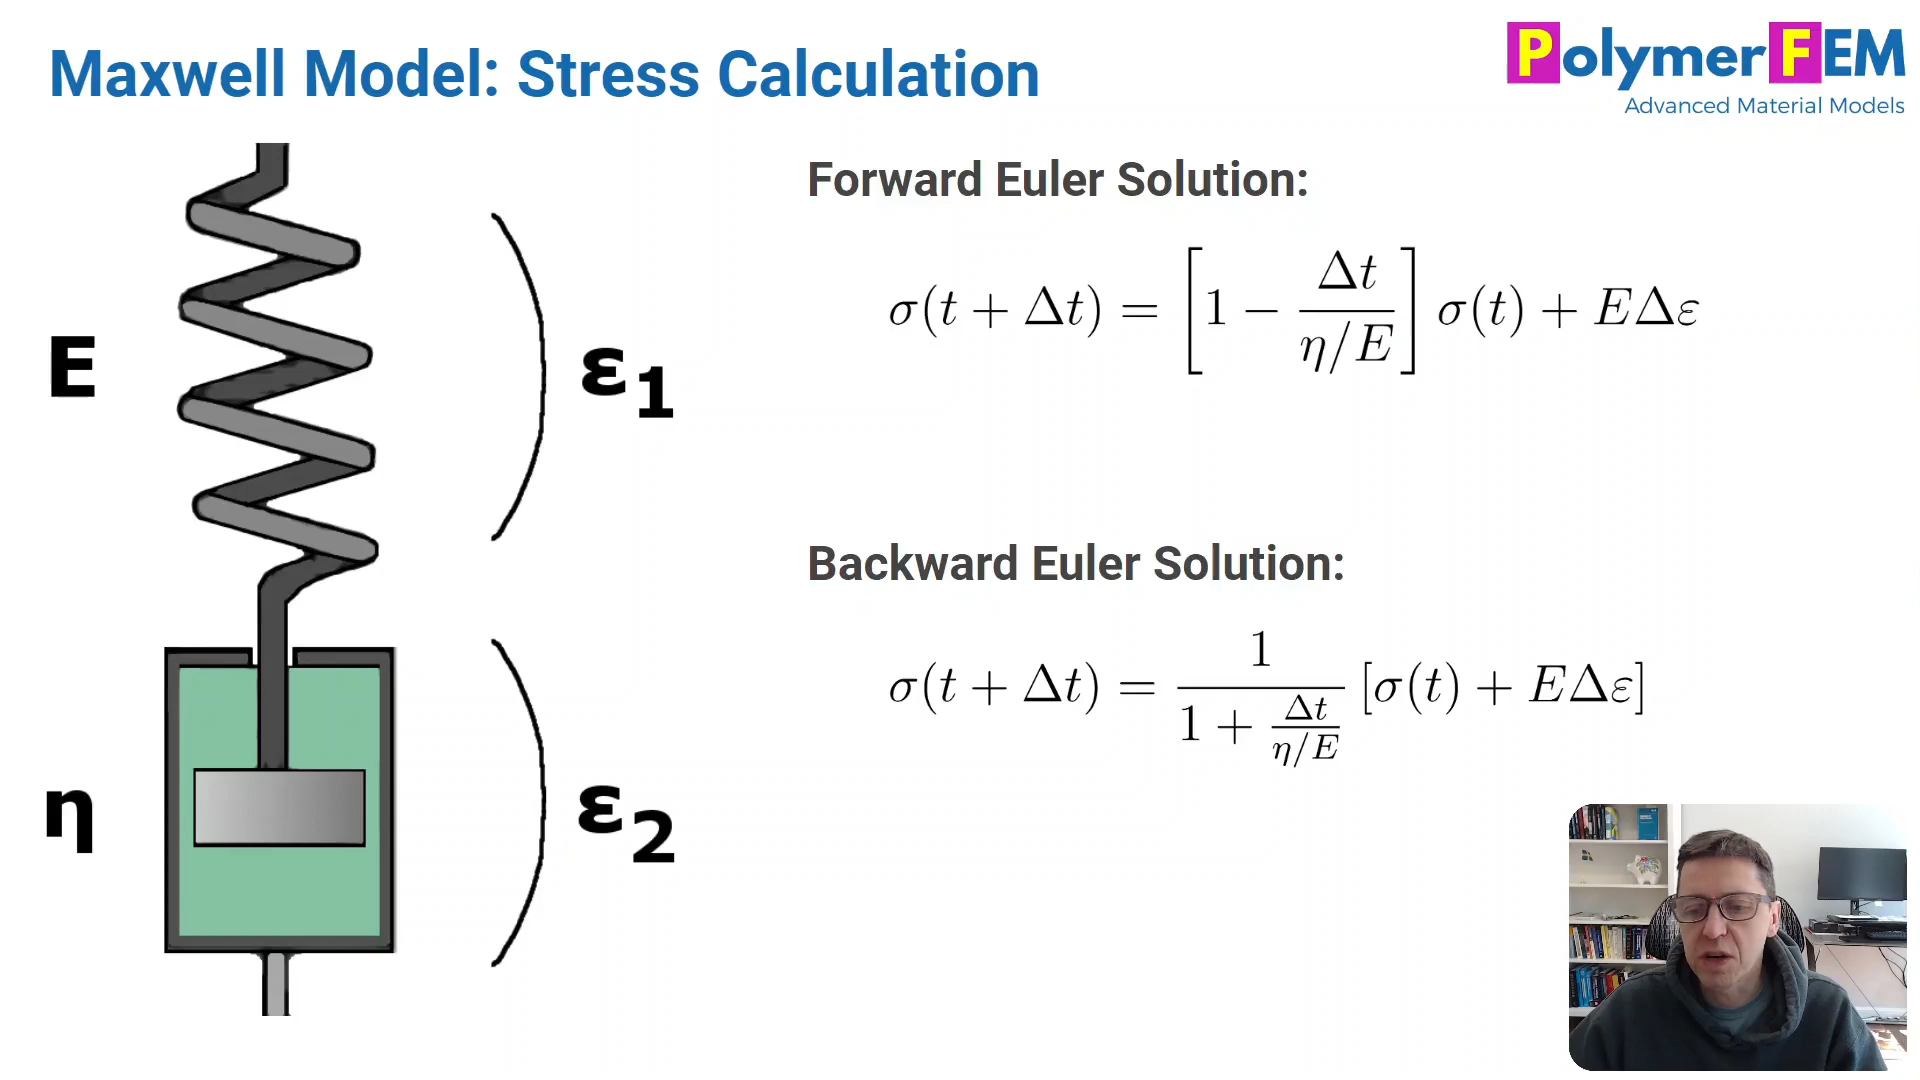 Maxwell Model: Stress Calculation
PolymerFEM
Advanced Material Models
Forward Euler Solution:
σ(t + Δt) = [1 − Δt / (η/E)] σ(t) + EΔε
Backward Euler Solution:
σ(t + Δt) = 1 / (1 + Δt / (η/E)) [σ(t) + EΔε]
E
ε₁
η
ε₂